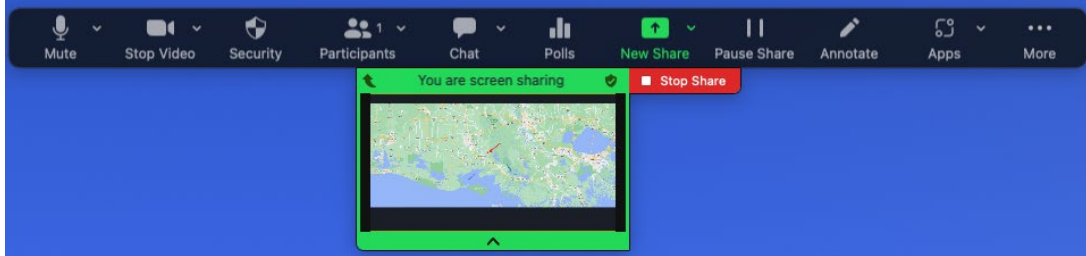 1
Mute Stop Video Security Participants Chat Polls New Share Pause Share Annotate Apps More
You are screen sharing Stop Share